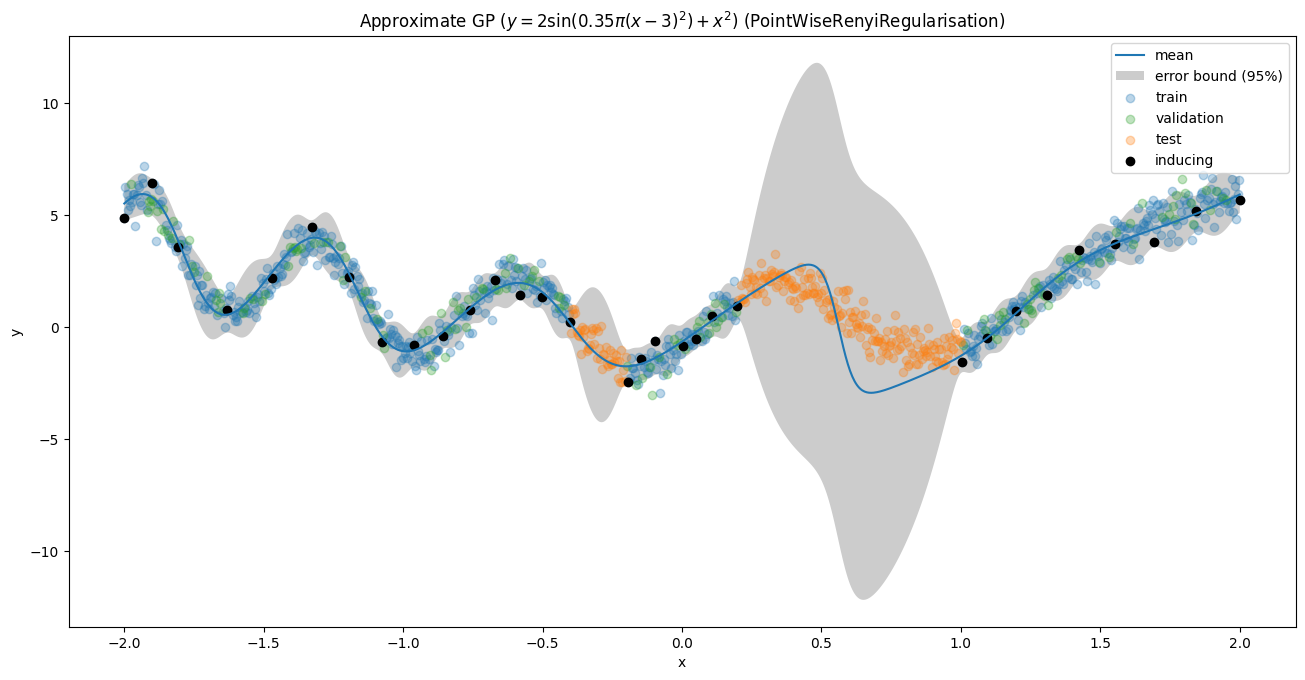 Approximate GP (y = 2sin(0.35π(x − 3)²) + x²) (PointWiseRenyiRegularisation)
mean
error bound (95%)
train
validation
test
inducing
10
5
0
−5
−10
y
−2.0 −1.5 −1.0 −0.5 0.0 0.5 1.0 1.5 2.0
x